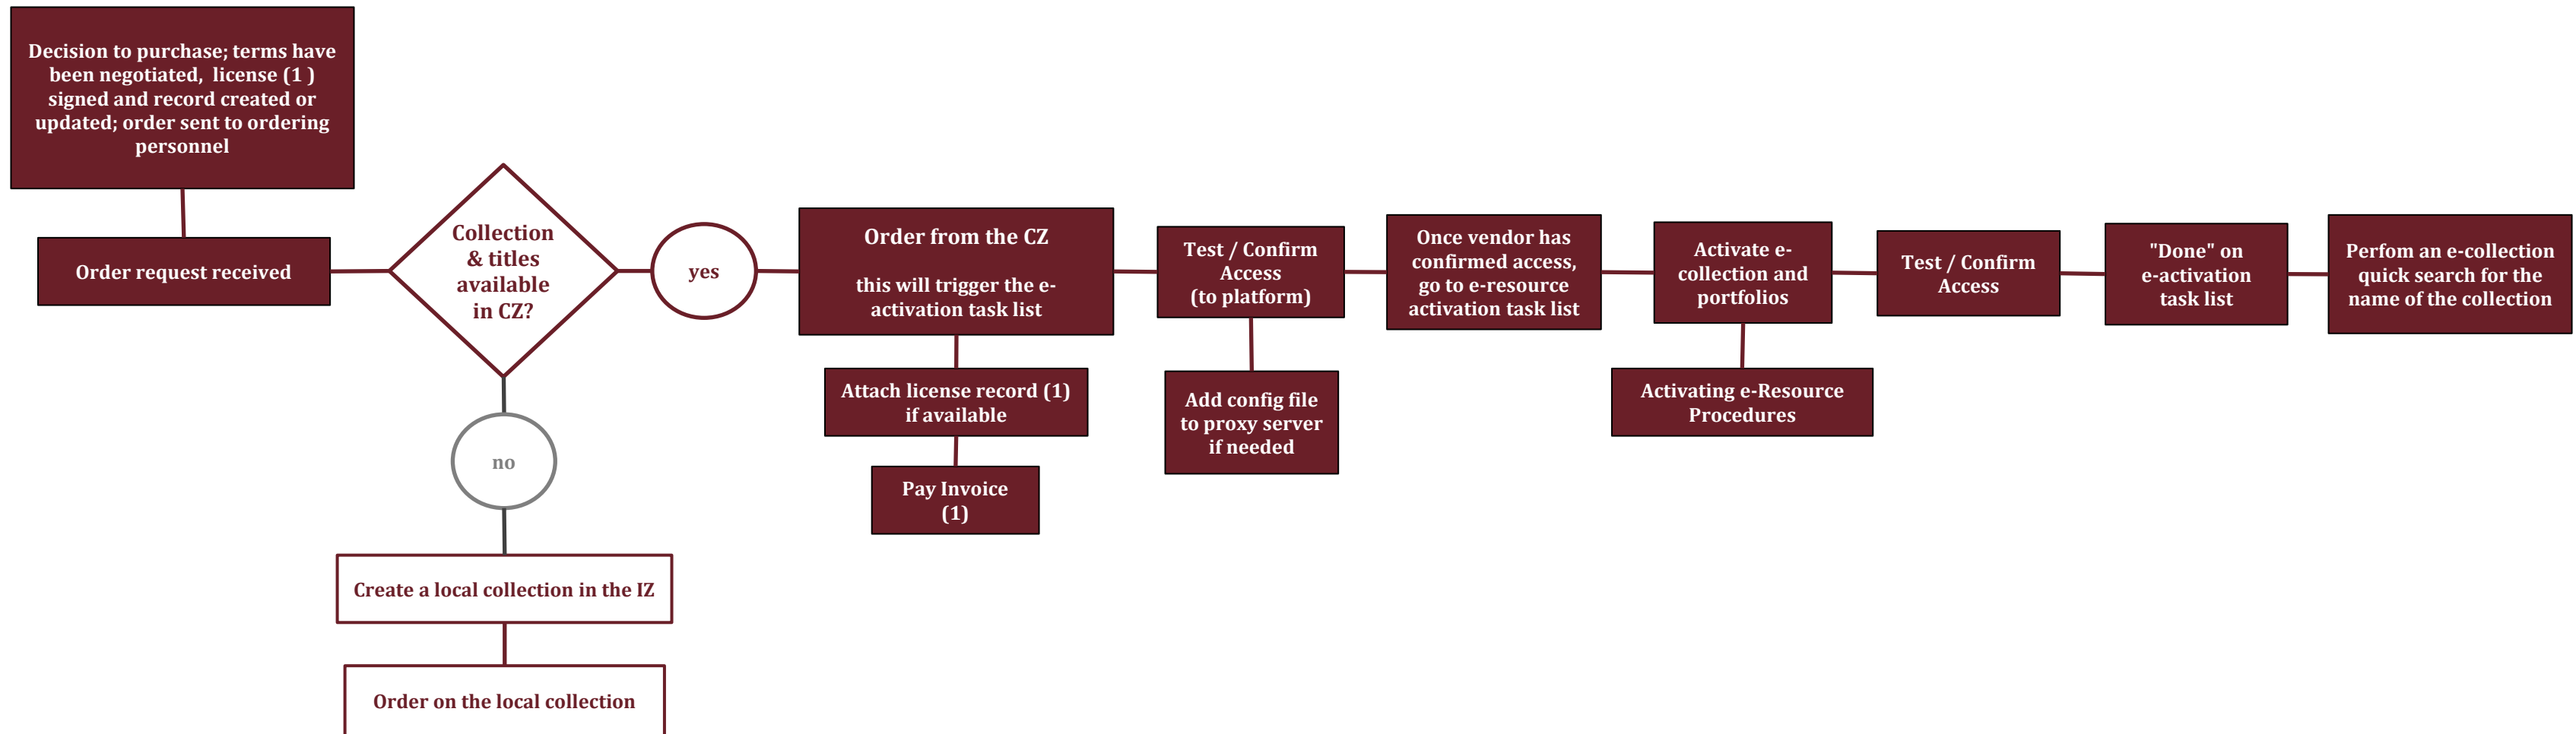 Decision to purchase; terms have
been negotiated, license (1 )
signed and record created or
updated; order sent to ordering
personnel
Order request received
Collection
& titles
available
in CZ?
yes
no
Create a local collection in the IZ
Order on the local collection
Order from the CZ
this will trigger the e-
activation task list
Attach license record (1)
if available
Pay Invoice
(1)
Test / Confirm
Access
(to platform)
Add config file
to proxy server
if needed
Once vendor has
confirmed access,
go to e-resource
activation task list
Activate e-
collection and
portfolios
Activating e-Resource
Procedures
Test / Confirm
Access
"Done" on
e-activation
task list
Perfom an e-collection
quick search for the
name of the collection